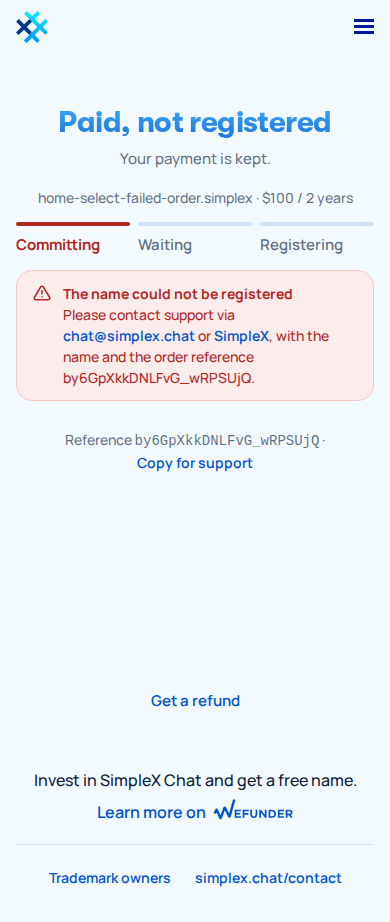 Paid, not registered
Your payment is kept.
home-select-failed-order.simplex · $100 / 2 years
Committing
Waiting
Registering
The name could not be registered
Please contact support via
chat@simplex.chat or SimpleX, with the
name and the order reference
by6GpXkkDNLFvG_wRPSUjQ.
Reference by6GpXkkDNLFvG_wRPSUjQ ·
Copy for support
Get a refund
Invest in SimpleX Chat and get a free name.
Learn more on WEFUNDER
Trademark owners
simplex.chat/contact